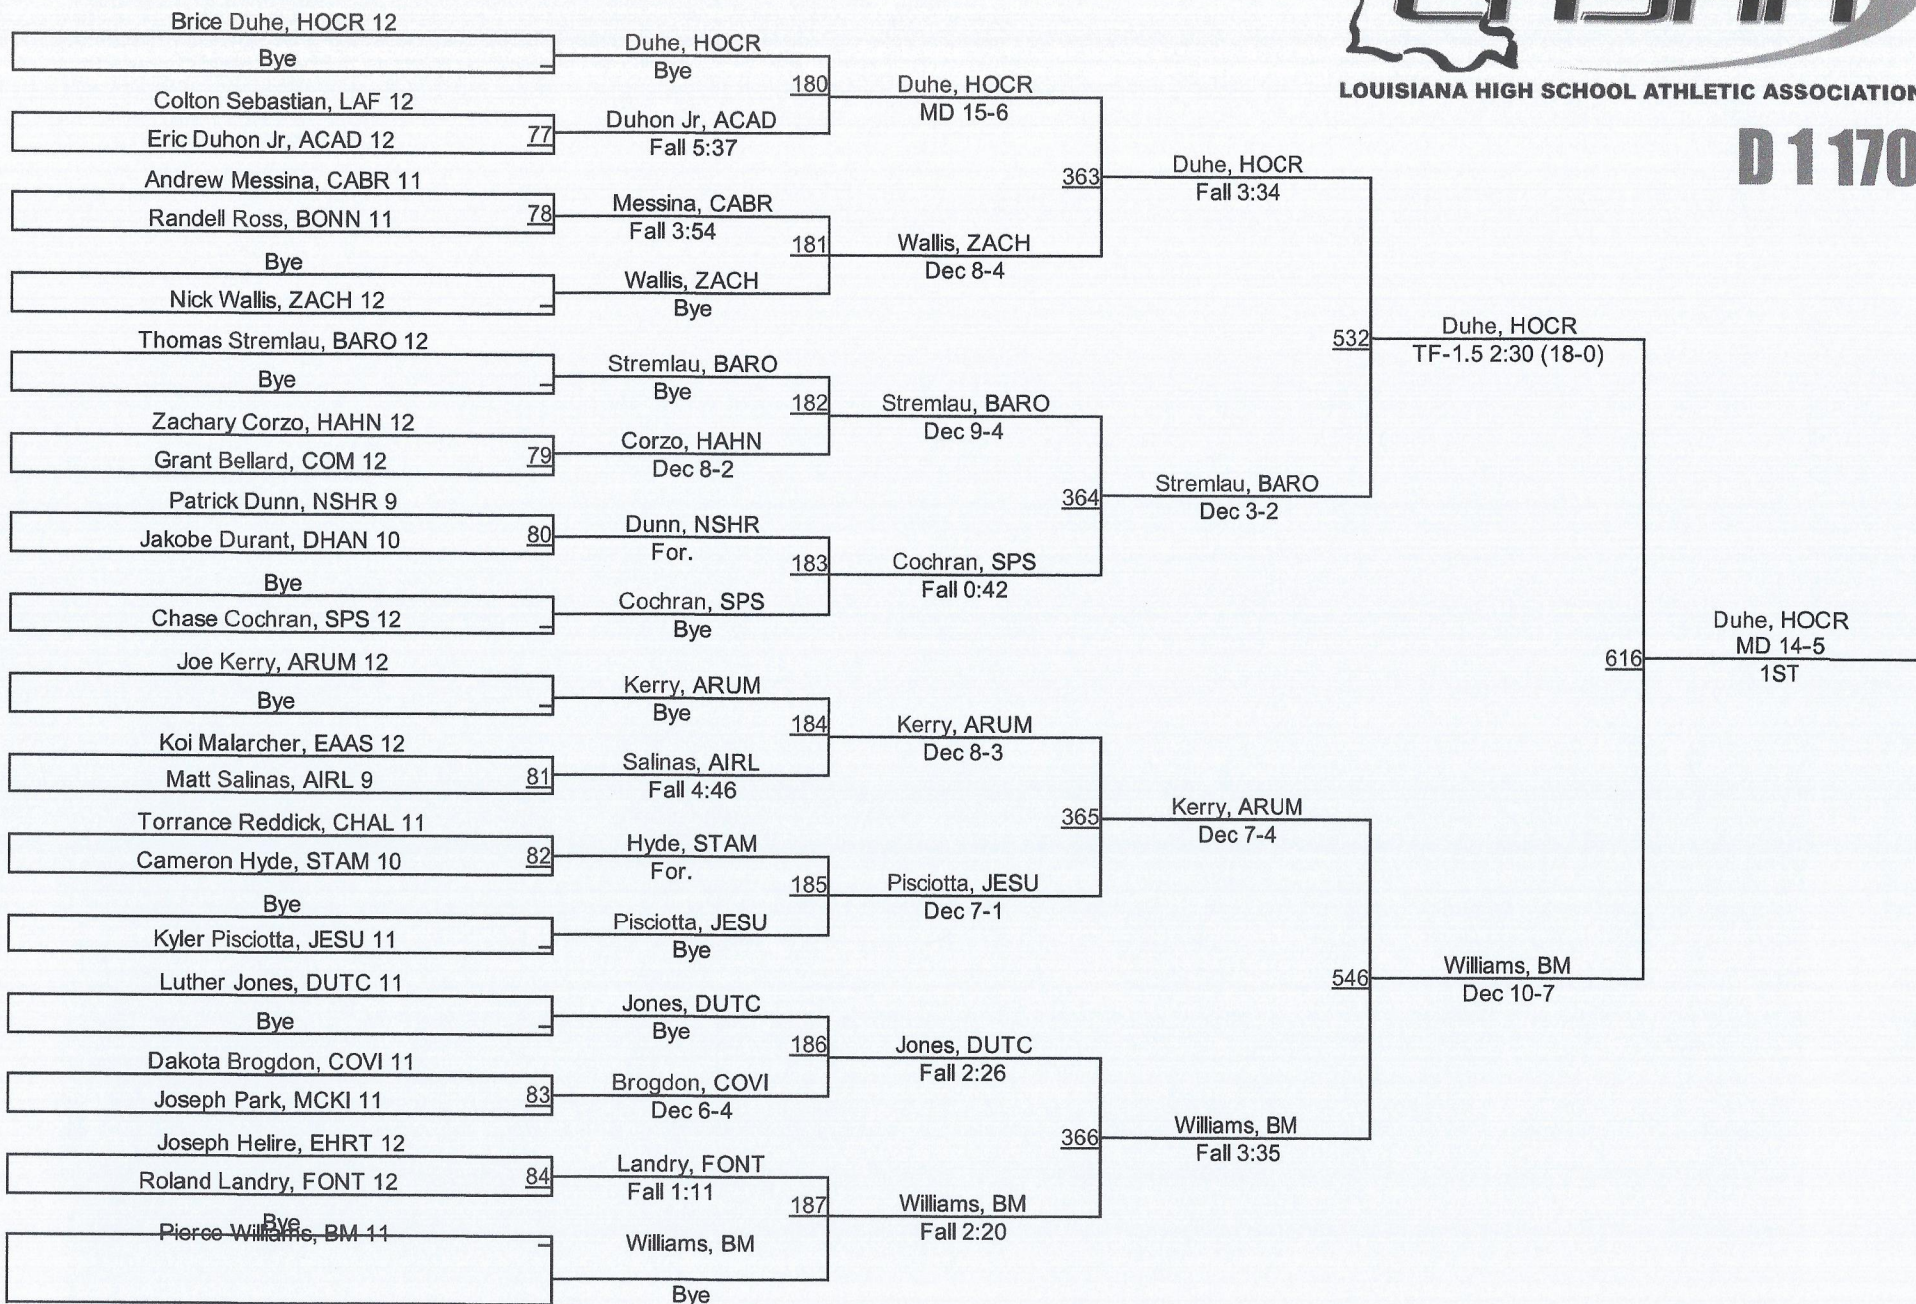 LHSAA
LOUISIANA HIGH SCHOOL ATHLETIC ASSOCIATION
D 1 170
Brice Duhe, HOCR 12
Bye
Colton Sebastian, LAF 12
Eric Duhon Jr, ACAD 12
77
Andrew Messina, CABR 11
Randell Ross, BONN 11
78
Bye
Nick Wallis, ZACH 12
Thomas Stremlau, BARO 12
Bye
Zachary Corzo, HAHN 12
Grant Bellard, COM 12
79
Patrick Dunn, NSHR 9
Jakobe Durant, DHAN 10
80
Bye
Chase Cochran, SPS 12
Joe Kerry, ARUM 12
Bye
Koi Malarcher, EAAS 12
Matt Salinas, AIRL 9
81
Torrance Reddick, CHAL 11
Cameron Hyde, STAM 10
82
Bye
Kyler Pisciotta, JESU 11
Luther Jones, DUTC 11
Bye
Dakota Brogdon, COVI 11
Joseph Park, MCKI 11
83
Joseph Helire, EHRT 12
Roland Landry, FONT 12
84
Bye
Pierce Williams, BM 11
Duhe, HOCR
Bye
180
Duhon Jr, ACAD
Fall 5:37
Messina, CABR
Fall 3:54
181
Wallis, ZACH
Bye
Stremlau, BARO
Bye
182
Corzo, HAHN
Dec 8-2
Dunn, NSHR
For.
183
Cochran, SPS
Bye
Kerry, ARUM
Bye
184
Salinas, AIRL
Fall 4:46
Hyde, STAM
For.
185
Pisciotta, JESU
Bye
Jones, DUTC
Bye
186
Brogdon, COVI
Dec 6-4
Landry, FONT
Fall 1:11
187
Williams, BM
Bye
Duhe, HOCR
MD 15-6
363
Wallis, ZACH
Dec 8-4
Stremlau, BARO
Dec 9-4
364
Cochran, SPS
Fall 0:42
Kerry, ARUM
Dec 8-3
365
Pisciotta, JESU
Dec 7-1
Jones, DUTC
Fall 2:26
366
Williams, BM
Fall 2:20
Duhe, HOCR
Fall 3:34
532
Stremlau, BARO
Dec 3-2
Kerry, ARUM
Dec 7-4
546
Williams, BM
Fall 3:35
Duhe, HOCR
TF-1.5 2:30 (18-0)
616
Williams, BM
Dec 10-7
Duhe, HOCR
MD 14-5
1ST